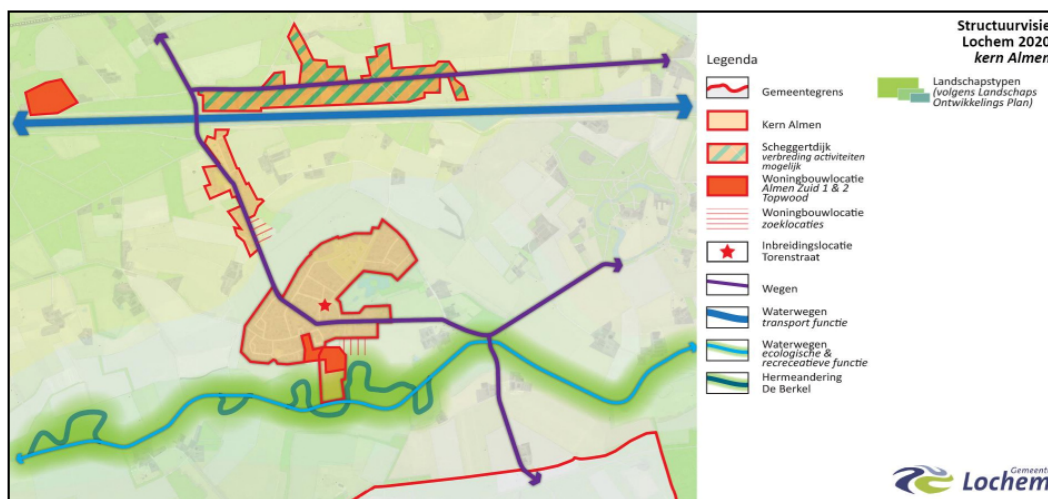 Structuurvisie
Lochem 2020
kern Almen
Legenda
Gemeentegrens
Kern Almen
Scheggertdijk
verbreding activiteiten
mogelijk
Woningbouwlocatie
Almen Zuid 1 & 2
Topwood
Woningbouwlocatie
zoeklocaties
Inbreidingslocatie
Torenstraat
Wegen
Waterwegen
transport functie
Waterwegen
ecologische &
recreceatieve functie
Hermeandering
De Berkel
Landschapstypen
(volgens Landschaps
Ontwikkelings Plan)
Gemeente
Lochem